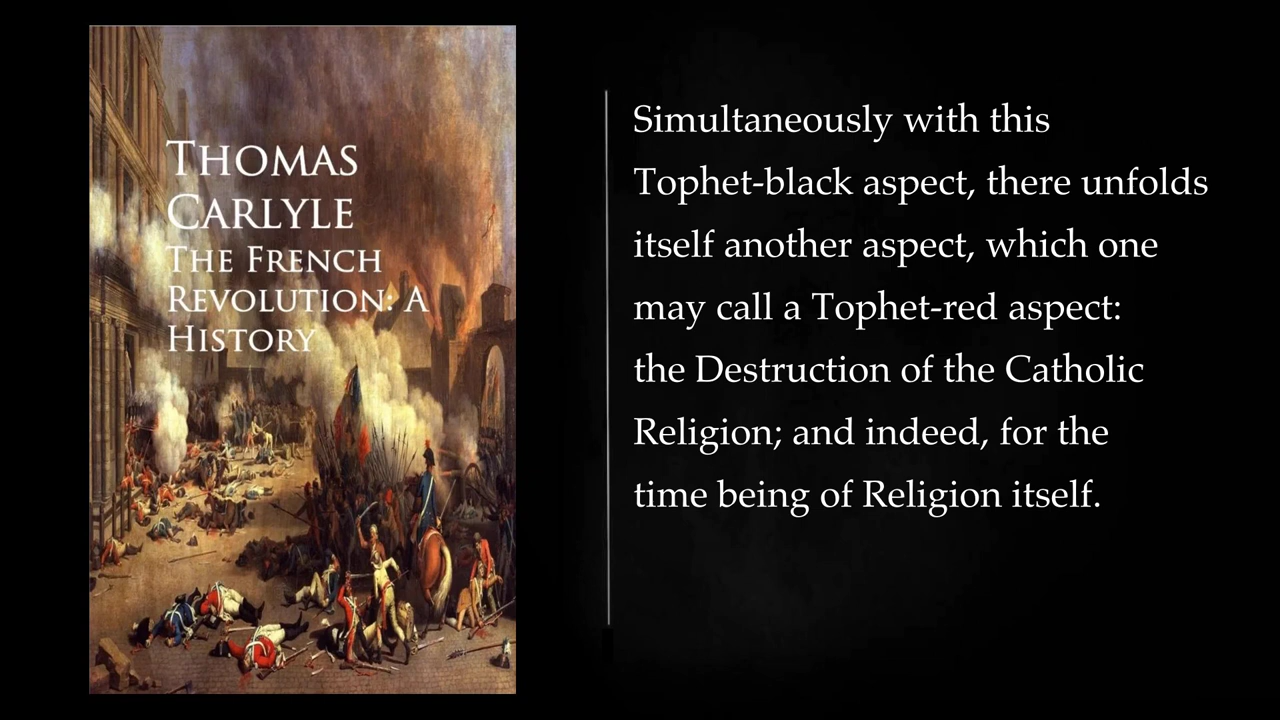 THOMAS
CARLYLE
THE FRENCH
REVOLUTION: A
HISTORY
Simultaneously with this
Tophet-black aspect, there unfolds
itself another aspect, which one
may call a Tophet-red aspect:
the Destruction of the Catholic
Religion; and indeed, for the
time being of Religion itself.